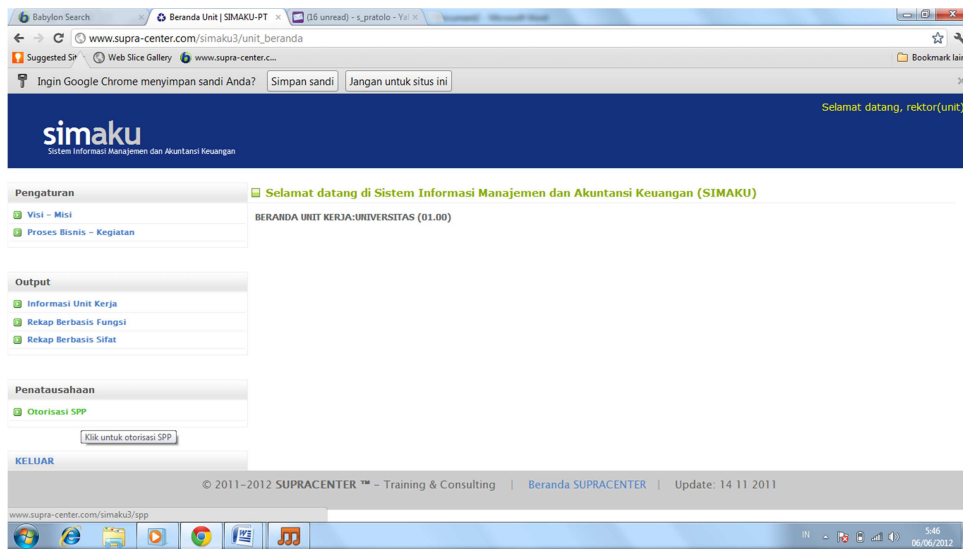 Babylon Search
Beranda Unit | SIMAKU-PT
(16 unread) - s_pratolo - Ya!
www.supra-center.com/simaku3/unit_beranda
Suggested Sit
Web Slice Gallery
www.supra-center.c...
Bookmark lain
Ingin Google Chrome menyimpan sandi Anda?
Simpan sandi
Jangan untuk situs ini
Selamat datang, rektor(unit)
simaku
Sistem Informasi Manajemen dan Akuntansi Keuangan
Pengaturan
Visi - Misi
Proses Bisnis - Kegiatan
Selamat datang di Sistem Informasi Manajemen dan Akuntansi Keuangan (SIMAKU)
BERANDA UNIT KERJA:UNIVERSITAS (01.00)
Output
Informasi Unit Kerja
Rekap Berbasis Fungsi
Rekap Berbasis Sifat
Penatausahaan
Otorisasi SPP
Klik untuk otorisasi SPP
KELUAR
© 2011-2012 SUPRACENTER ™ - Training & Consulting | Beranda SUPRACENTER | Update: 14 11 2011
www.supra-center.com/simaku3/spp
IN
5:46
06/06/2012